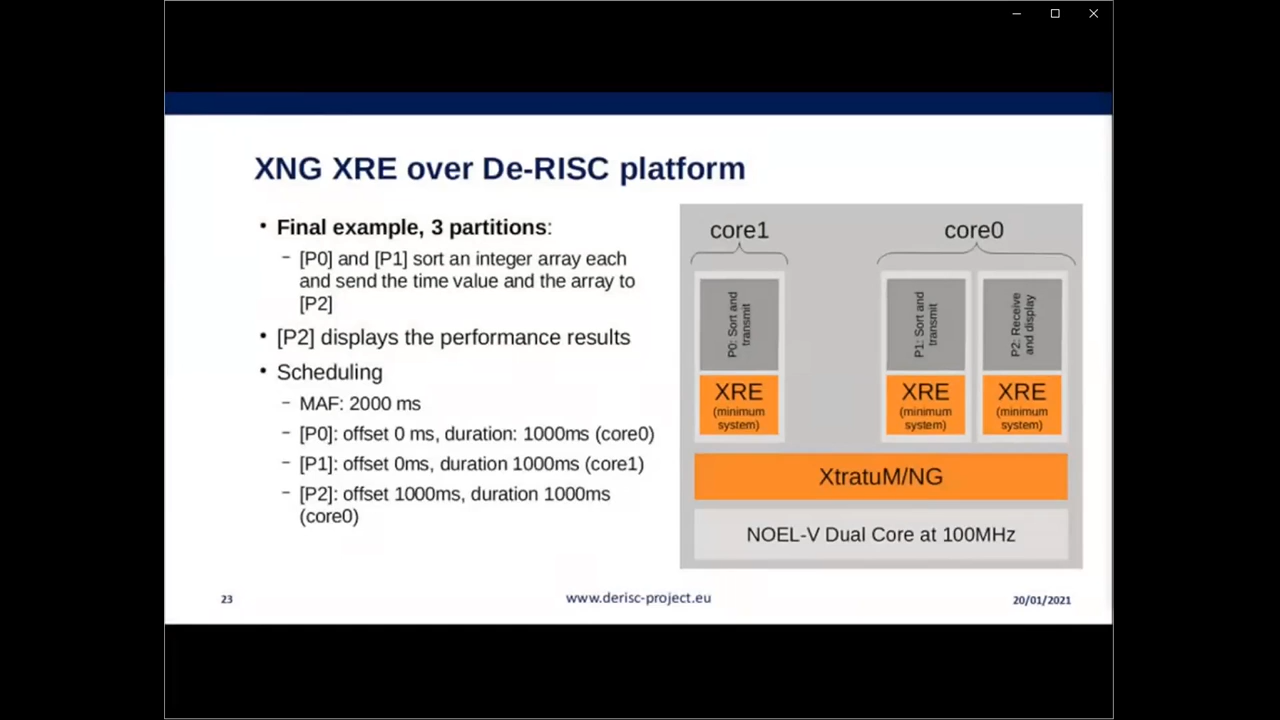 XNG XRE over De-RISC platform
• Final example, 3 partitions:
– [P0] and [P1] sort an integer array each
and send the time value and the array to
[P2]
• [P2] displays the performance results
• Scheduling
– MAF: 2000 ms
– [P0]: offset 0 ms, duration: 1000ms (core0)
– [P1]: offset 0ms, duration 1000ms (core1)
– [P2]: offset 1000ms, duration 1000ms
(core0)
core1
core0
P0: Sort and
transmit
P1: Sort and
transmit
P2: Receive
and display
XRE
(minimum
system)
XRE
(minimum
system)
XRE
(minimum
system)
XtratuM/NG
NOEL-V Dual Core at 100MHz
23
www.derisc-project.eu
20/01/2021